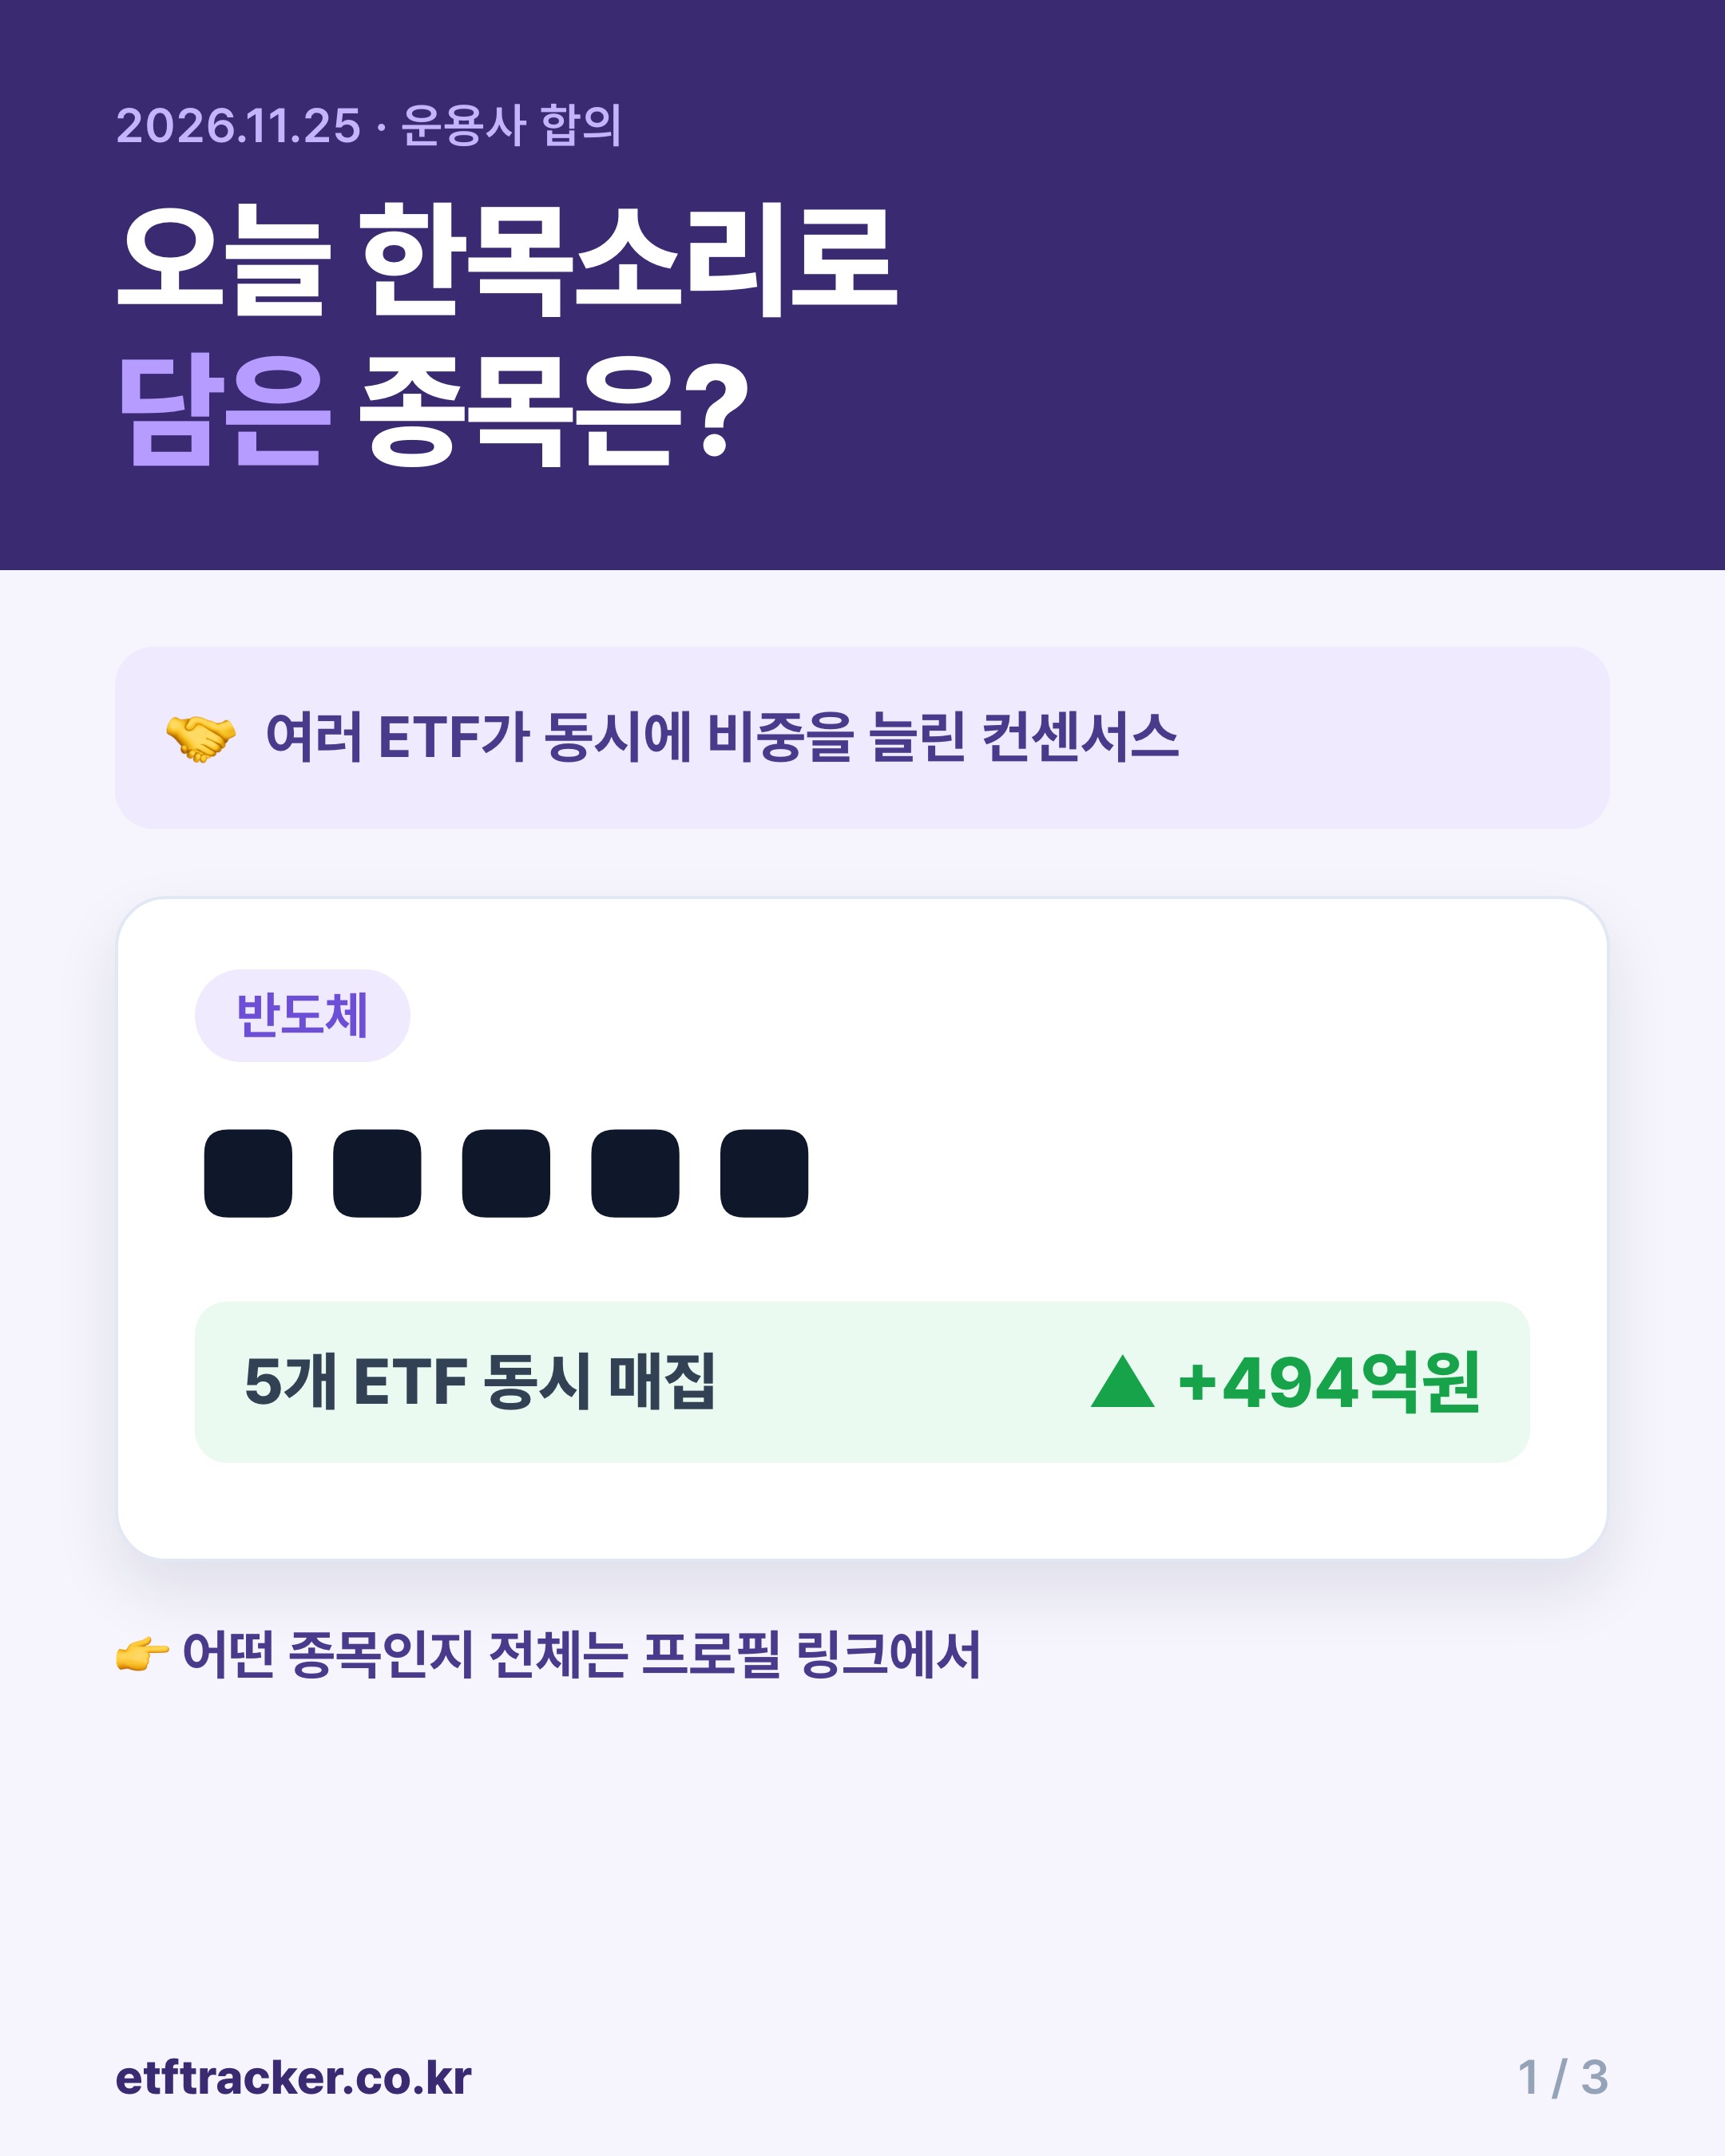 2026.11.25 · 운용사 합의
오늘 한목소리로
담은 종목은?
🤝 여러 ETF가 동시에 비중을 늘린 컨센서스
반도체
■ ■ ■ ■ ■
5개 ETF 동시 매집 ▲ +494억원
👉 어떤 종목인지 전체는 프로필 링크에서
etftracker.co.kr 1 / 3